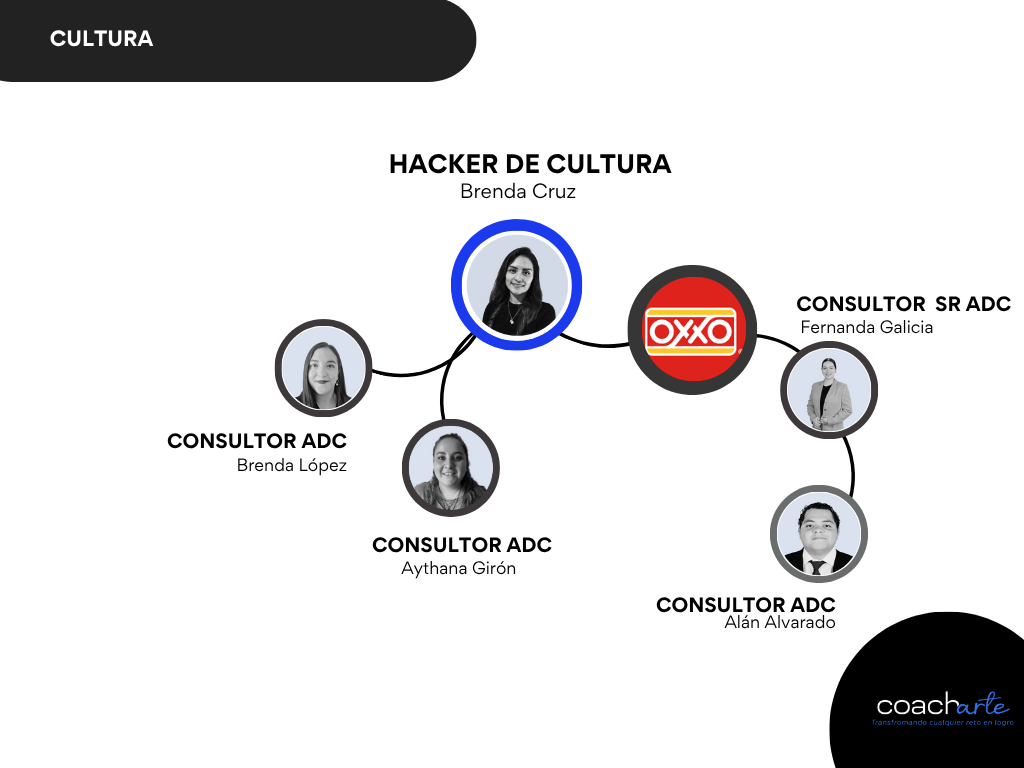 CULTURA
HACKER DE CULTURA
Brenda Cruz
OXXO
CONSULTOR SR ADC
Fernanda Galicia
CONSULTOR ADC
Brenda López
CONSULTOR ADC
Aythana Girón
CONSULTOR ADC
Alán Alvarado
coacharte
Transfromando cualquier reto en logro